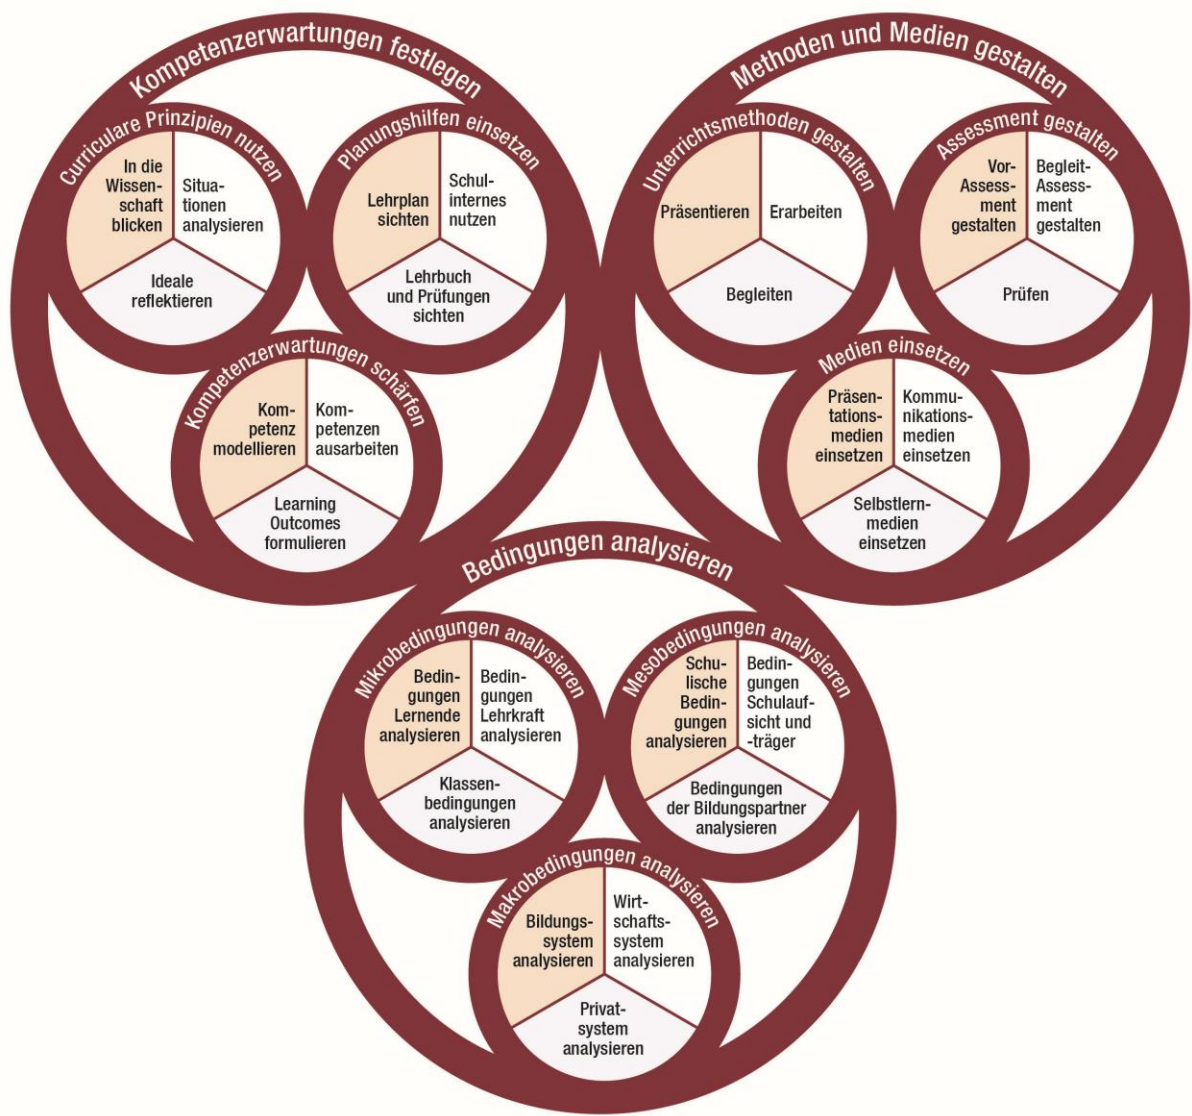 Kompetenzerwartungen festlegen
Curriculare Prinzipien nutzen
In die
Wissen-
schaft
blicken
Situa-
tionen
analysieren
Ideale
reflektieren
Planungshilfen einsetzen
Lehrplan
sichten
Schul-
internes
nutzen
Lehrbuch
und Prüfungen
sichten
Kompetenzerwartungen schärfen
Kom-
petenz
modellieren
Kom-
petenzen
ausarbeiten
Learning
Outcomes
formulieren
Methoden und Medien gestalten
Unterrichtsmethoden gestalten
Präsentieren
Erarbeiten
Begleiten
Assessment gestalten
Vor-
Assess-
ment
gestalten
Begleit-
Assess-
ment
gestalten
Prüfen
Medien einsetzen
Präsen-
tations-
medien
einsetzen
Kommu-
nikations-
medien
einsetzen
Selbstlern-
medien
einsetzen
Bedingungen analysieren
Mikrobedingungen analysieren
Bedin-
gungen
Lernende
analysieren
Bedin-
gungen
Lehrkraft
analysieren
Klassen-
bedingungen
analysieren
Mesobedingungen analysieren
Schu-
lische
Bedin-
gungen
analysieren
Bedin-
gungen
Schulauf-
sicht und
-träger
Bedingungen
der Bildungspartner
analysieren
Makrobedingungen analysieren
Bildungs-
system
analysieren
Wirt-
schafts-
system
analysieren
Privat-
system
analysieren